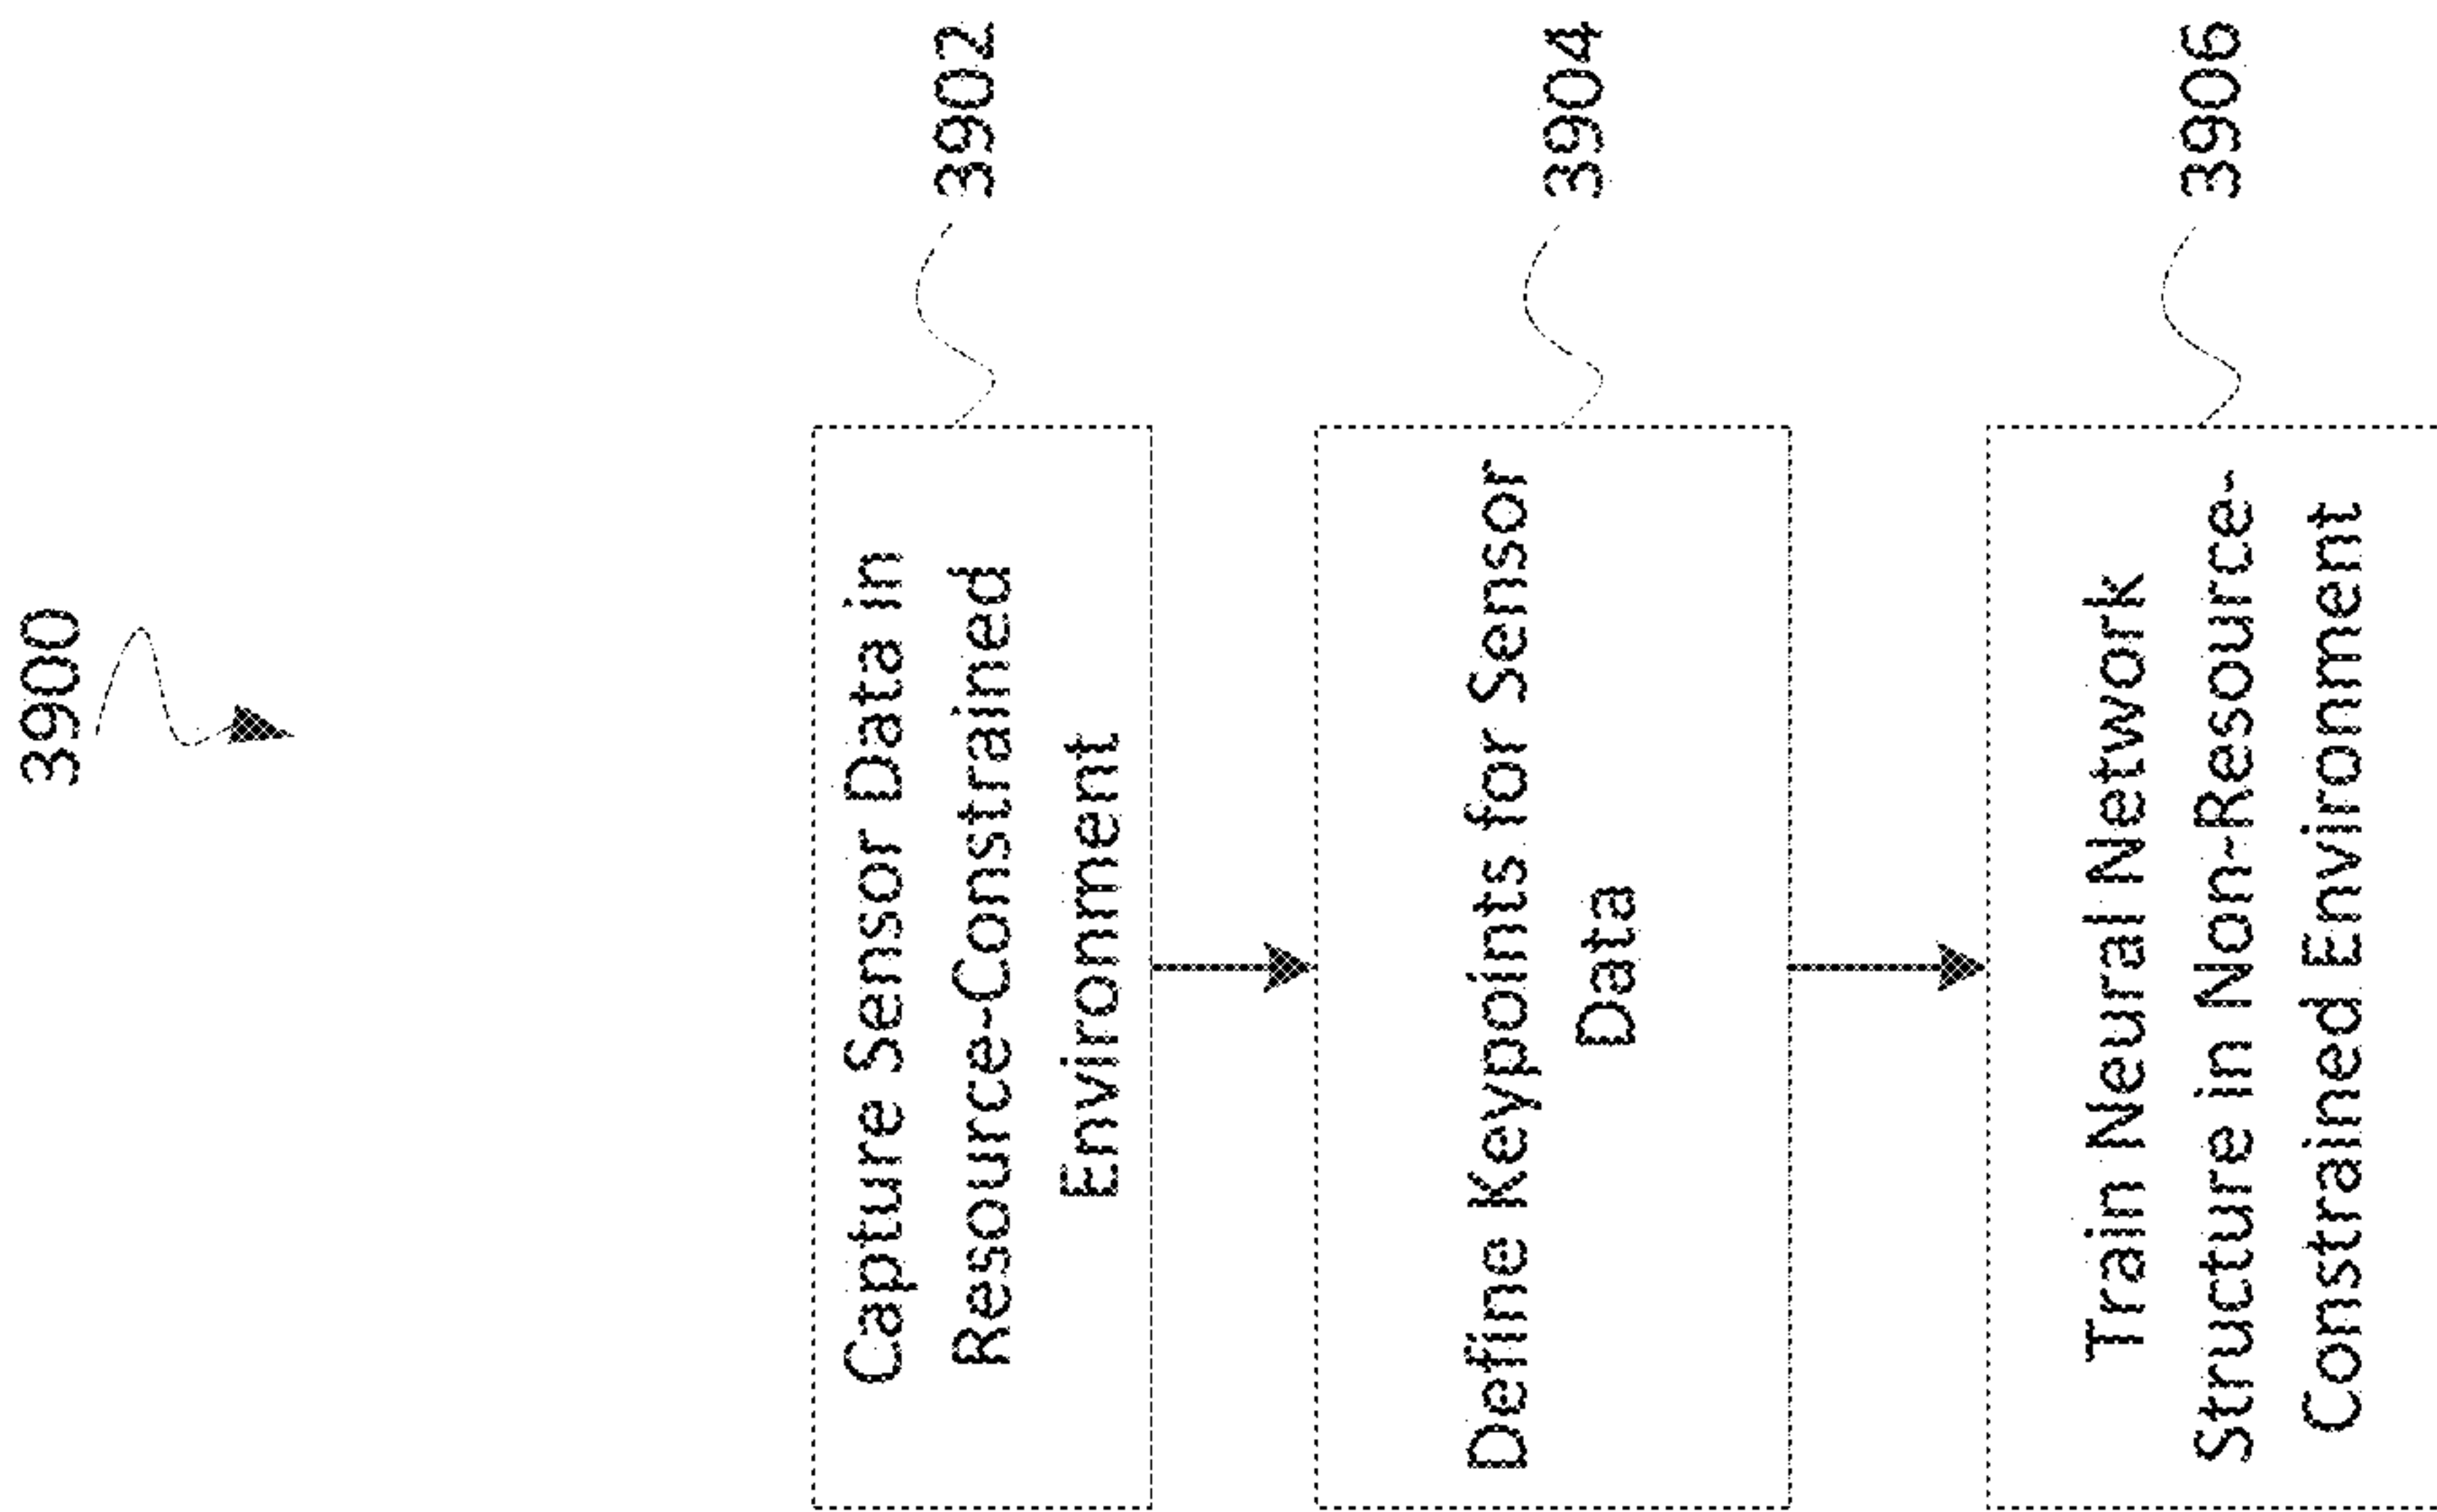 3900
Capture Sensor Data in
Resource-Constrained
Environment
3902
Define Keypoints for Sensor
Data
3904
Train Neural Network
Structure in Non-Resource-
Constrained Environment
3906